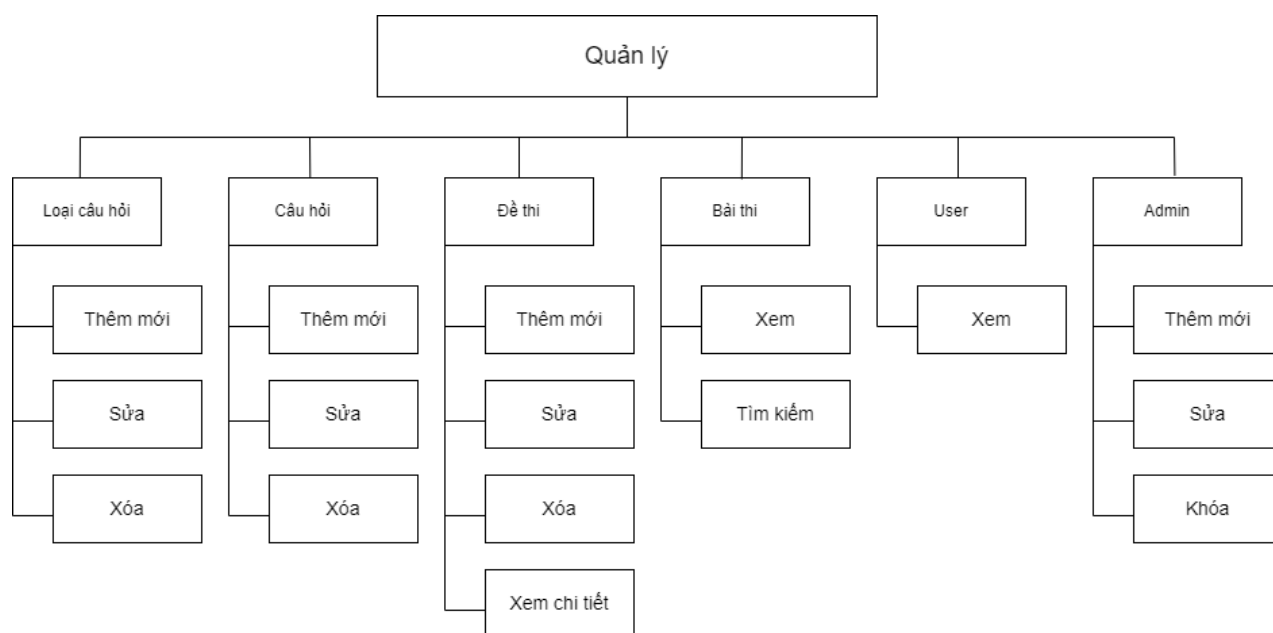 Quản lý
Loại câu hỏi
Câu hỏi
Đề thi
Bài thi
User
Admin
Thêm mới
Thêm mới
Thêm mới
Xem
Xem
Thêm mới
Sửa
Sửa
Sửa
Tìm kiếm
Sửa
Xóa
Xóa
Xóa
Khóa
Xem chi tiết